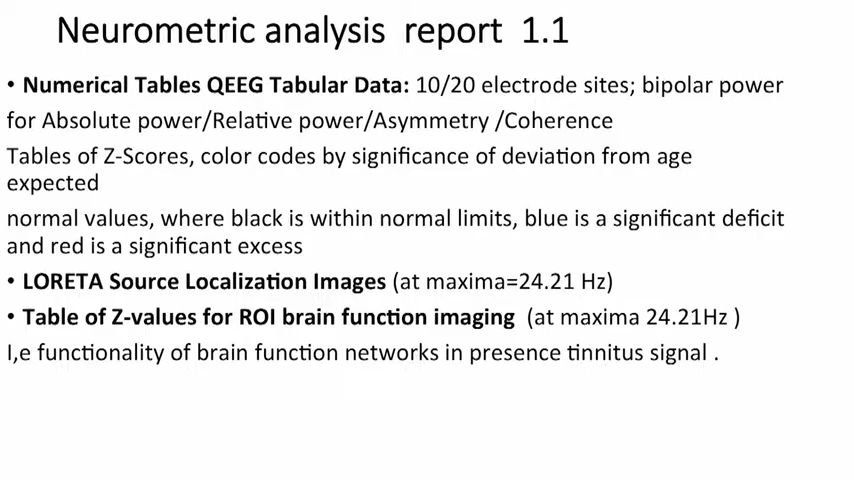 Neurometric analysis report 1.1
• Numerical Tables QEEG Tabular Data: 10/20 electrode sites; bipolar power
for Absolute power/Relative power/Asymmetry /Coherence
Tables of Z-Scores, color codes by significance of deviation from age
expected
normal values, where black is within normal limits, blue is a significant deficit
and red is a significant excess
• LORETA Source Localization Images (at maxima=24.21 Hz)
• Table of Z-values for ROI brain function imaging (at maxima 24.21Hz )
I,e functionality of brain function networks in presence tinnitus signal .